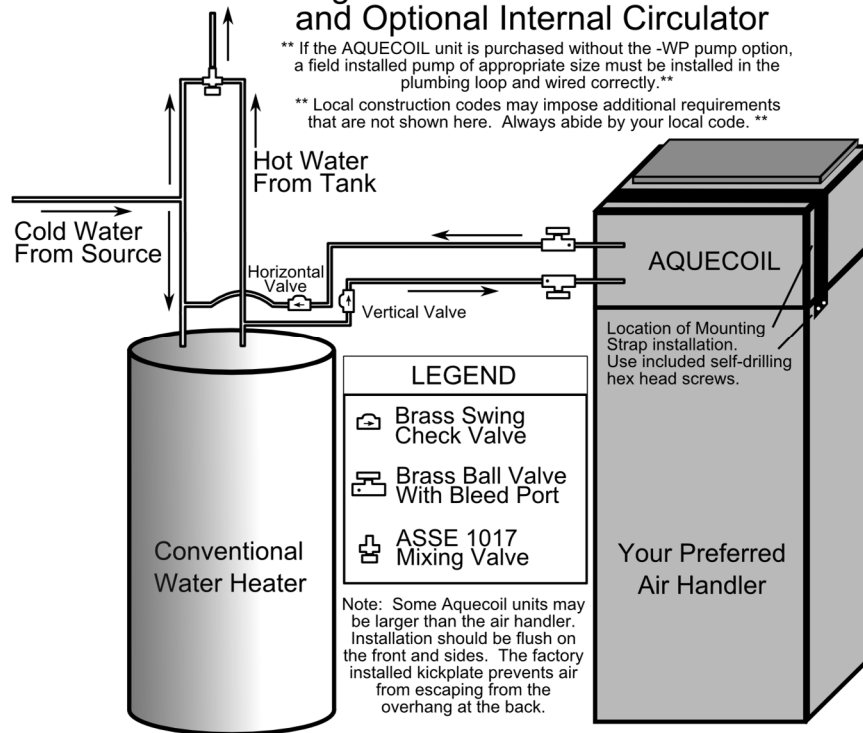 and Optional Internal Circulator
** If the AQUECOIL unit is purchased without the -WP pump option,
a field installed pump of appropriate size must be installed in the
plumbing loop and wired correctly.**
** Local construction codes may impose additional requirements
that are not shown here. Always abide by your local code. **
Hot Water
From Tank
Cold Water
From Source
Horizontal
Valve
Vertical Valve
AQUECOIL
Location of Mounting
Strap installation.
Use included self-drilling
hex head screws.
LEGEND
Brass Swing
Check Valve
Brass Ball Valve
With Bleed Port
ASSE 1017
Mixing Valve
Conventional
Water Heater
Your Preferred
Air Handler
Note: Some Aquecoil units may
be larger than the air handler.
Installation should be flush on
the front and sides. The factory
installed kickplate prevents air
from escaping from the
overhang at the back.